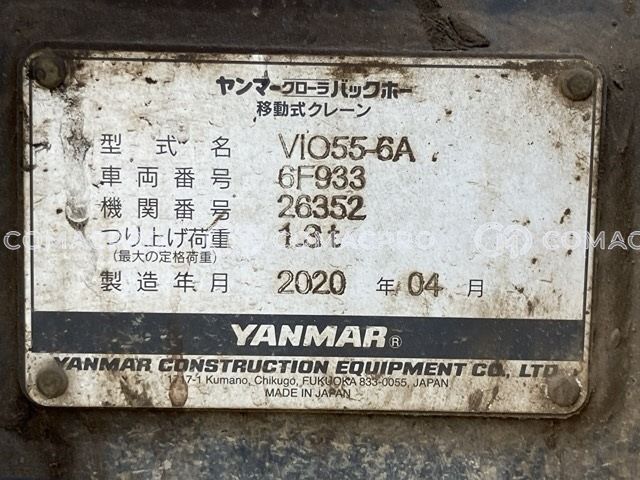 ヤンマークローラバックホー
移動式クレーン
型式名 ViO55-6A
車両番号 6F933
機関番号 26352
つり上げ荷重 1.3t
(最大の定格荷重)
製造年月 2020 年 04 月
YANMAR®
YANMAR CONSTRUCTION EQUIPMENT CO., LTD.
1717-1 Kumano, Chikugo, FUKUOKA 833-0055, JAPAN
MADE IN JAPAN